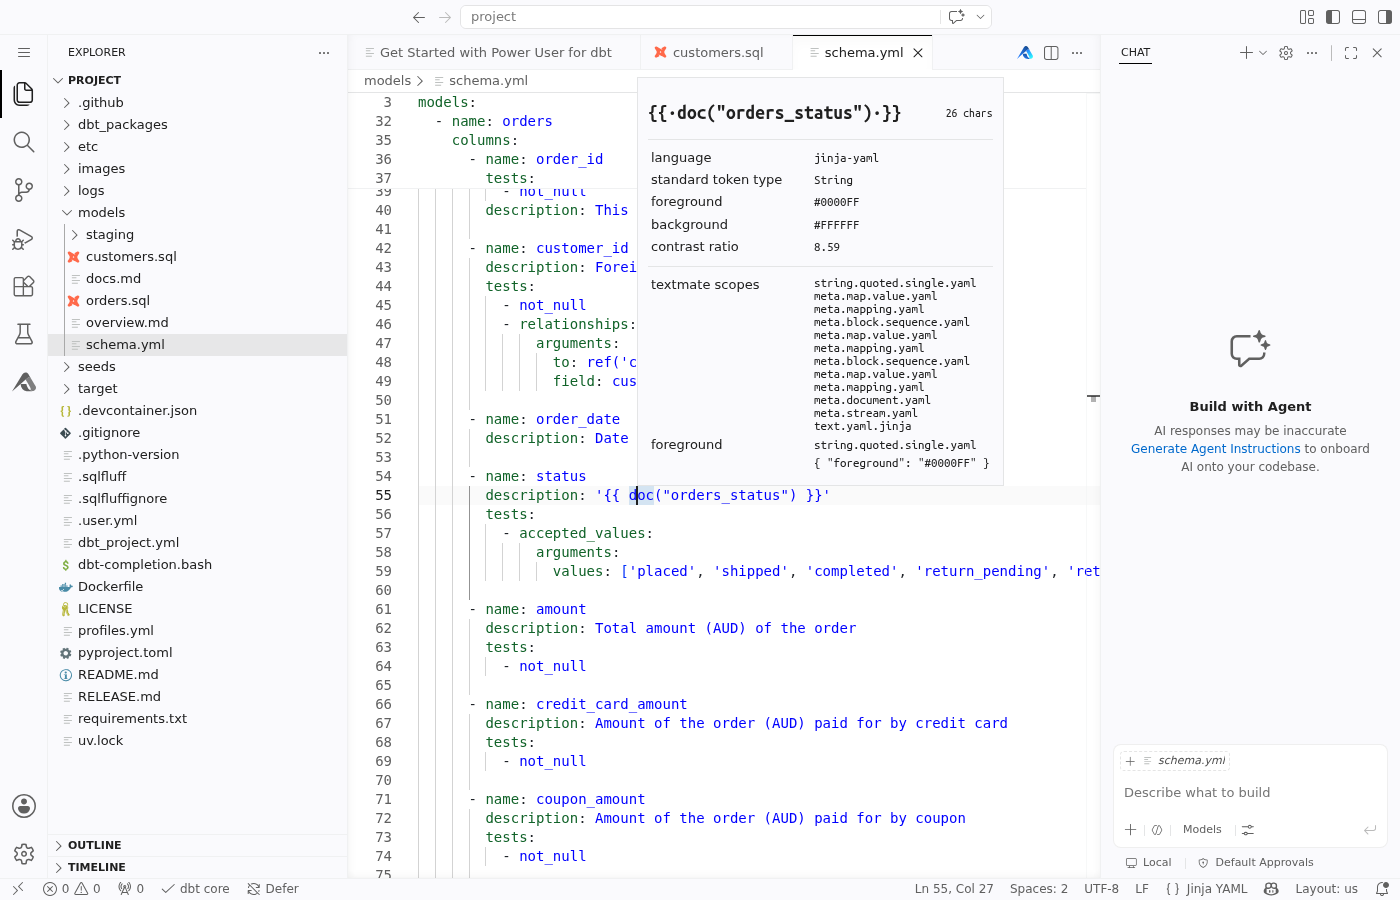 project
EXPLORER
PROJECT
.github
dbt_packages
etc
images
logs
models
staging
customers.sql
docs.md
orders.sql
overview.md
schema.yml
seeds
target
.devcontainer.json
.gitignore
.python-version
.sqlfluff
.sqlfluffignore
.user.yml
dbt_project.yml
dbt-completion.bash
Dockerfile
LICENSE
profiles.yml
pyproject.toml
README.md
RELEASE.md
requirements.txt
uv.lock
OUTLINE
TIMELINE
Get Started with Power User for dbt
customers.sql
schema.yml
models > schema.yml
3 models:
32 - name: orders
35 columns:
36 - name: order_id
37 tests:
39 - not_null
40 description: This
41
42 - name: customer_id
43 description: Forei
44 tests:
45 - not_null
46 - relationships:
47 arguments:
48 to: ref('c
49 field: cus
50
51 - name: order_date
52 description: Date
53
54 - name: status
55 description: '{{ doc("orders_status") }}'
56 tests:
57 - accepted_values:
58 arguments:
59 values: ['placed', 'shipped', 'completed', 'return_pending', 'ret
60
61 - name: amount
62 description: Total amount (AUD) of the order
63 tests:
64 - not_null
65
66 - name: credit_card_amount
67 description: Amount of the order (AUD) paid for by credit card
68 tests:
69 - not_null
70
71 - name: coupon_amount
72 description: Amount of the order (AUD) paid for by coupon
73 tests:
74 - not_null
75
{{·doc("orders_status")·}} 26 chars
language jinja-yaml
standard token type String
foreground #0000FF
background #FFFFFF
contrast ratio 8.59
textmate scopes string.quoted.single.yaml
meta.map.value.yaml
meta.mapping.yaml
meta.block.sequence.yaml
meta.map.value.yaml
meta.mapping.yaml
meta.block.sequence.yaml
meta.map.value.yaml
meta.mapping.yaml
meta.document.yaml
meta.stream.yaml
text.yaml.jinja
foreground string.quoted.single.yaml
{ "foreground": "#0000FF" }
CHAT
Build with Agent
AI responses may be inaccurate
Generate Agent Instructions to onboard
AI onto your codebase.
schema.yml
Describe what to build
Models
Local
Default Approvals
0 0 0 dbt core Defer
Ln 55, Col 27 Spaces: 2 UTF-8 LF { } Jinja YAML Layout: us